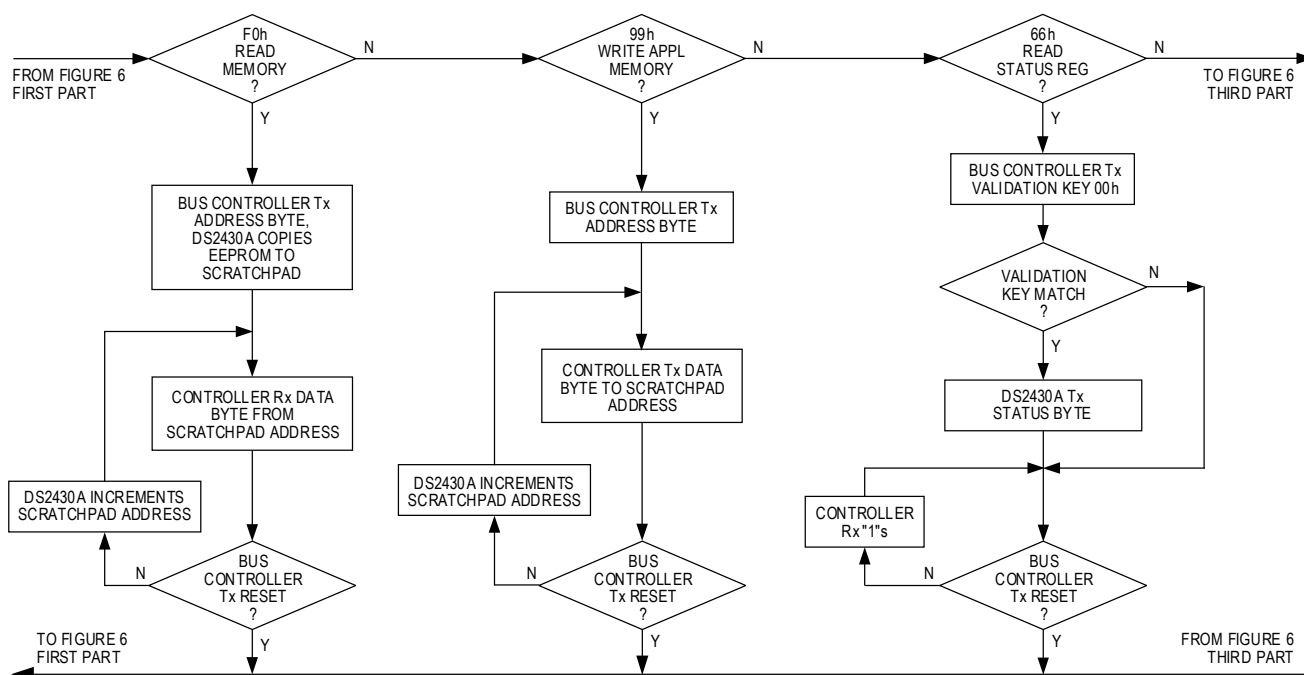 F0h
READ
MEMORY
?
N
Y
FROM FIGURE 6
FIRST PART
99h
WRITE APPL
MEMORY
?
N
Y
66h
READ
STATUS REG
?
N
Y
TO FIGURE 6
THIRD PART
BUS CONTROLLER Tx
ADDRESS BYTE,
DS2430A COPIES
EEPROM TO
SCRATCHPAD
BUS CONTROLLER Tx
ADDRESS BYTE
BUS CONTROLLER Tx
VALIDATION KEY 00h
VALIDATION
KEY MATCH
?
N
Y
CONTROLLER Rx DATA
BYTE FROM
SCRATCHPAD ADDRESS
CONTROLLER Tx DATA
BYTE TO SCRATCHPAD
ADDRESS
DS2430A Tx
STATUS BYTE
DS2430A INCREMENTS
SCRATCHPAD ADDRESS
DS2430A INCREMENTS
SCRATCHPAD ADDRESS
CONTROLLER
Rx "1"s
BUS
CONTROLLER
Tx RESET
?
N
Y
BUS
CONTROLLER
Tx RESET
?
N
Y
BUS
CONTROLLER
Tx RESET
?
N
Y
TO FIGURE 6
FIRST PART
FROM FIGURE 6
THIRD PART